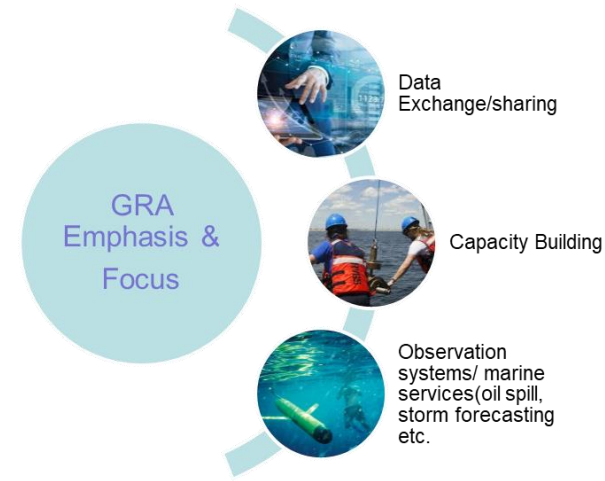 GRA
Emphasis &
Focus
Data
Exchange/sharing
Capacity Building
Observation
systems/ marine
services(oil spill,
storm forecasting
etc.